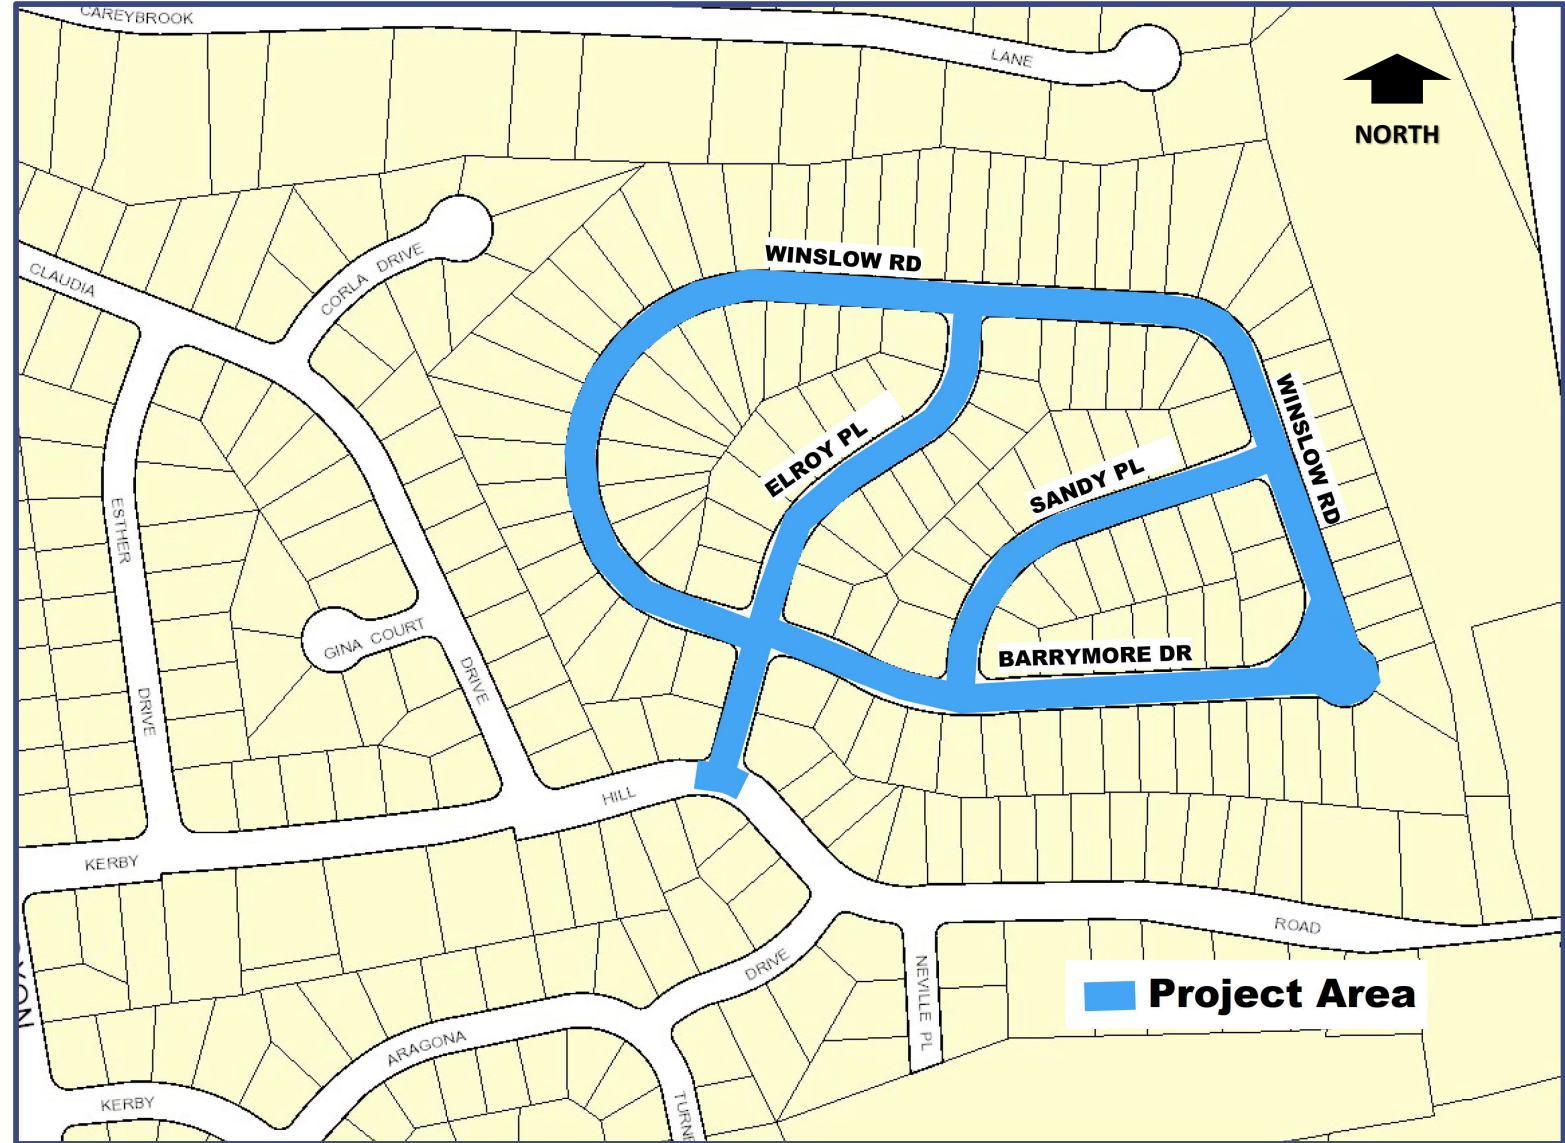 CAREYBROOK
LANE
NORTH
CLAUDIA
CORLA DRIVE
WINSLOW RD
WINSLOW RD
ELROY PL
SANDY PL
ESTHER
GINA COURT
BARRYMORE DR
DRIVE
DRIVE
HILL
KERBY
ROAD
DRIVE
NEVILLE PL
Project Area
ARAGONA
KERBY